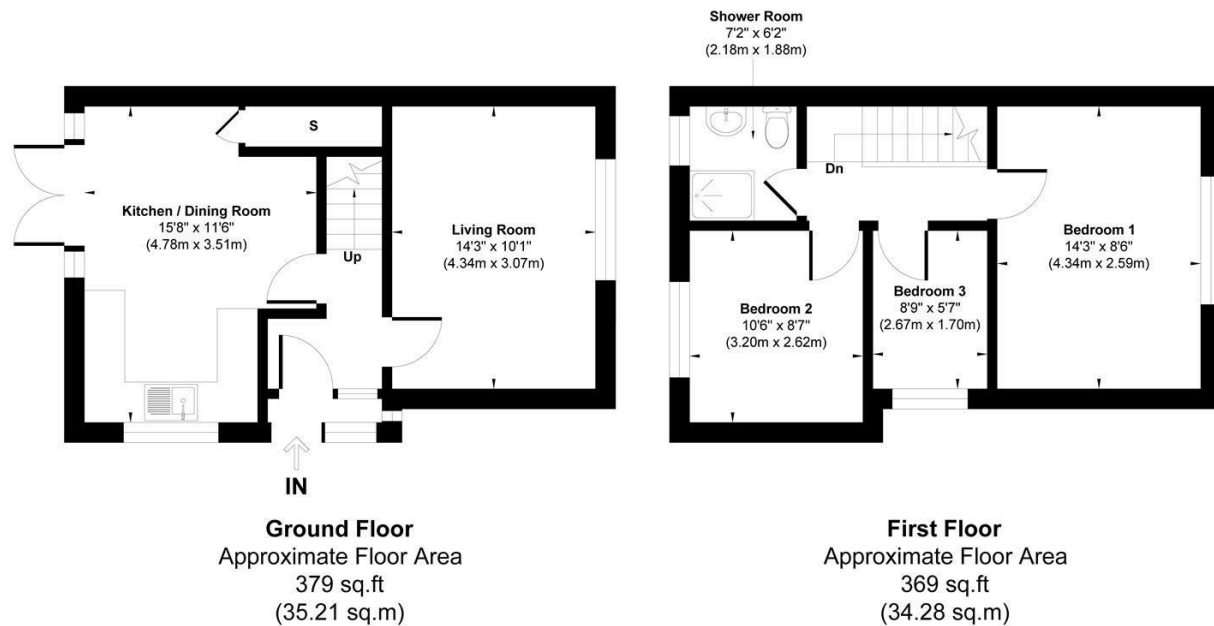 Shower Room
7'2" x 6'2"
(2.18m x 1.88m)
S
Kitchen / Dining Room
15'8" x 11'6"
(4.78m x 3.51m)
Up
Living Room
14'3" x 10'1"
(4.34m x 3.07m)
IN
Dn
Bedroom 1
14'3" x 8'6"
(4.34m x 2.59m)
Bedroom 2
10'6" x 8'7"
(3.20m x 2.62m)
Bedroom 3
8'9" x 5'7"
(2.67m x 1.70m)
Ground Floor
Approximate Floor Area
379 sq.ft
(35.21 sq.m)
First Floor
Approximate Floor Area
369 sq.ft
(34.28 sq.m)